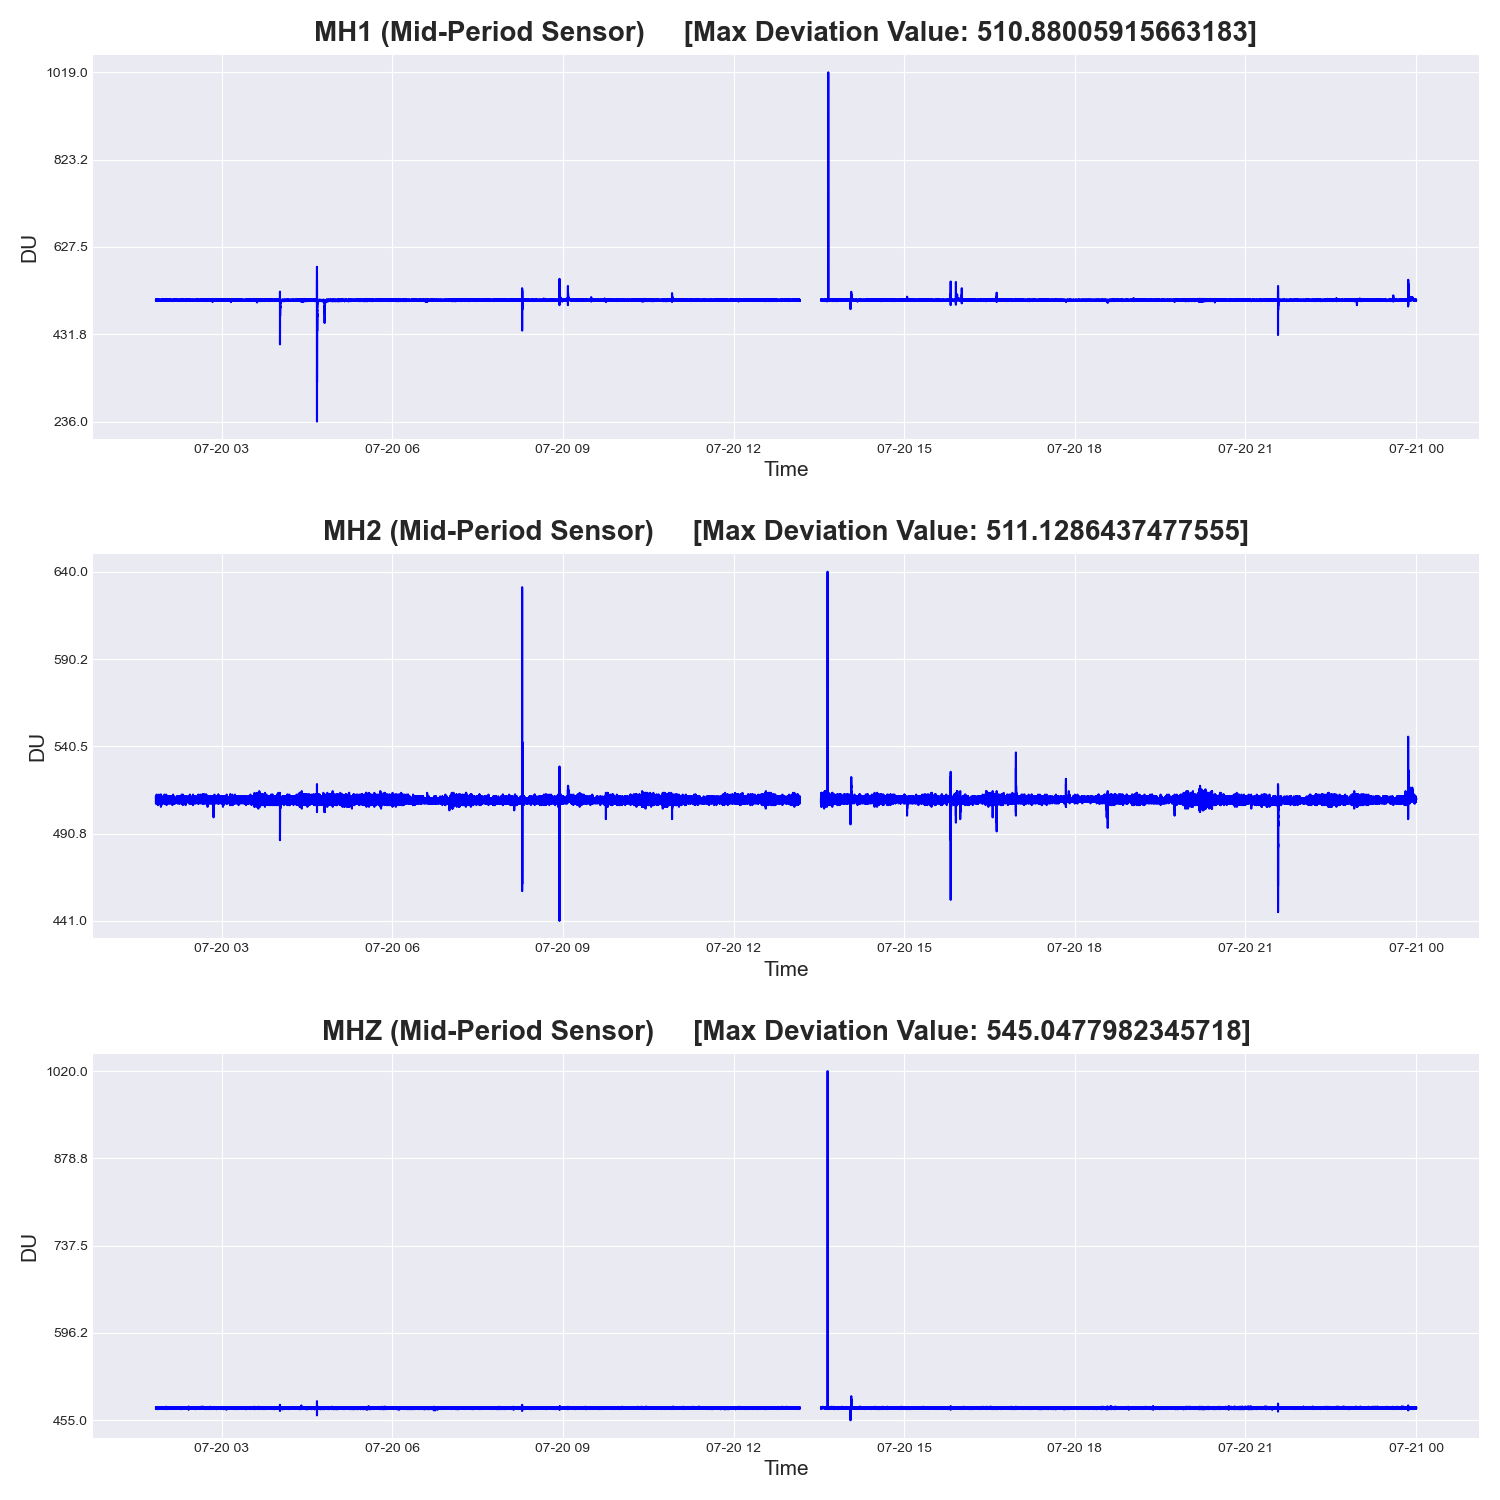 MH1 (Mid-Period Sensor) [Max Deviation Value: 510.88005915663183]
1019.0
823.2
627.5
431.8
236.0
DU
07-20 03 07-20 06 07-20 09 07-20 12 07-20 15 07-20 18 07-20 21 07-21 00
Time
MH2 (Mid-Period Sensor) [Max Deviation Value: 511.1286437477555]
640.0
590.2
540.5
490.8
441.0
DU
07-20 03 07-20 06 07-20 09 07-20 12 07-20 15 07-20 18 07-20 21 07-21 00
Time
MHZ (Mid-Period Sensor) [Max Deviation Value: 545.0477982345718]
1020.0
878.8
737.5
596.2
455.0
DU
07-20 03 07-20 06 07-20 09 07-20 12 07-20 15 07-20 18 07-20 21 07-21 00
Time